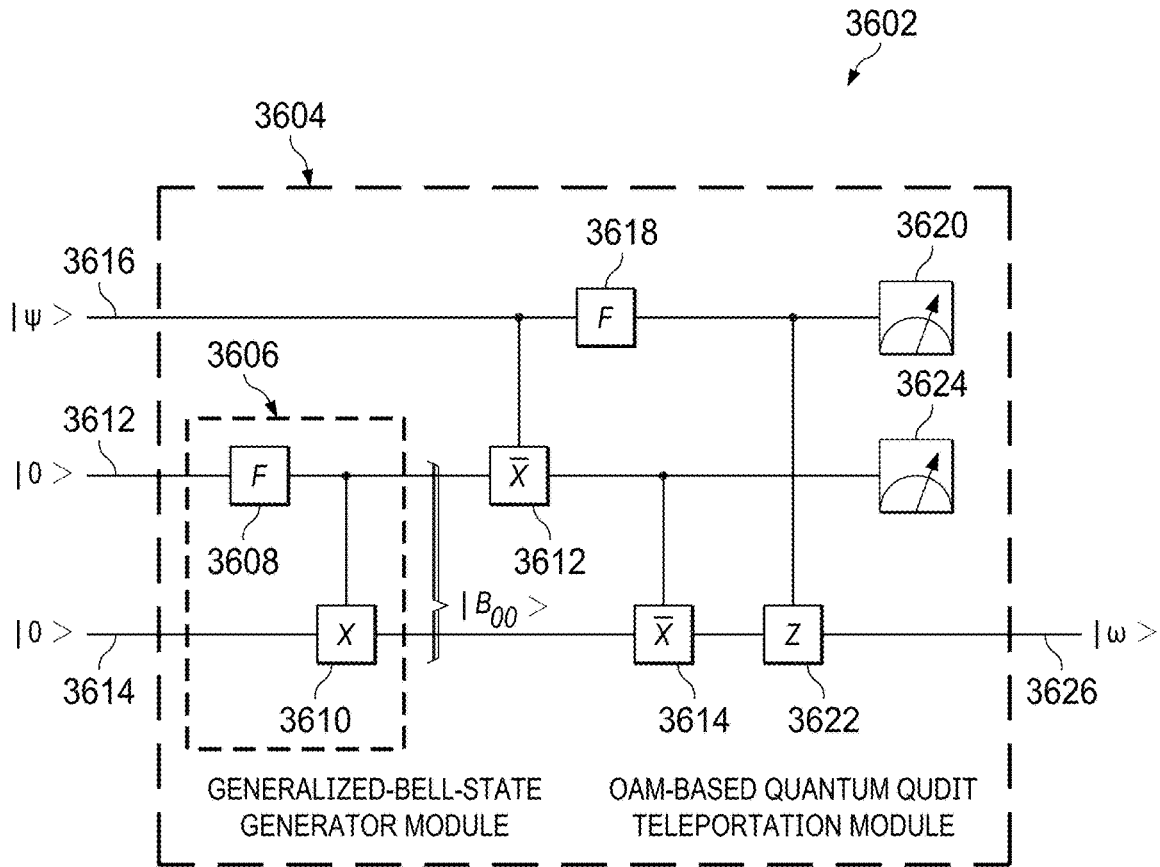 3602
3604
3618
3620
3616
|ψ>
F
3606
3612
3624
|0>
F
X̅
3608
3612
|B00>
|0>
X
X̅
Z
|ω>
3614
3610
3614
3622
3626
GENERALIZED-BELL-STATE
GENERATOR MODULE
OAM-BASED QUANTUM QUDIT
TELEPORTATION MODULE